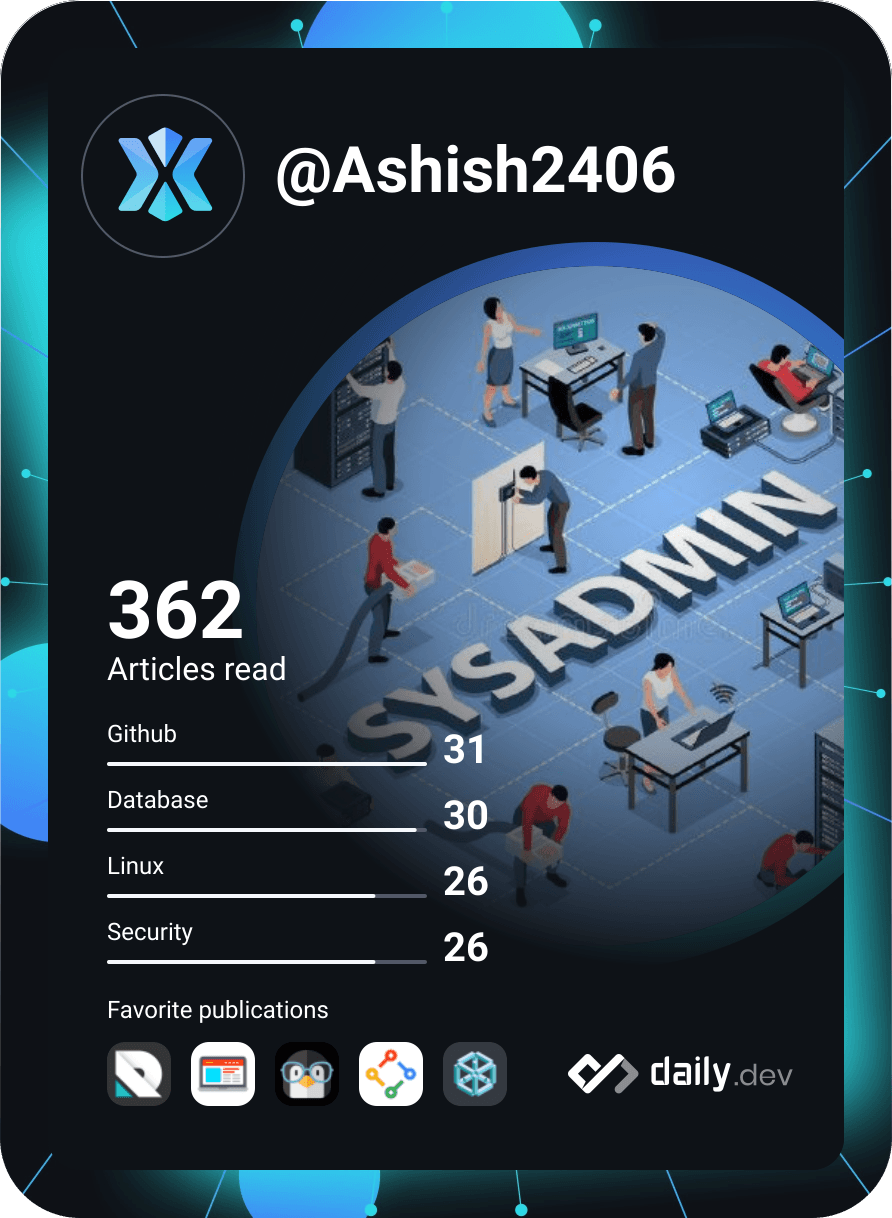 @Ashish2406
SYSADMIN
362
Articles read
Github
31
Database
30
Linux
26
Security
26
Favorite publications
daily.dev